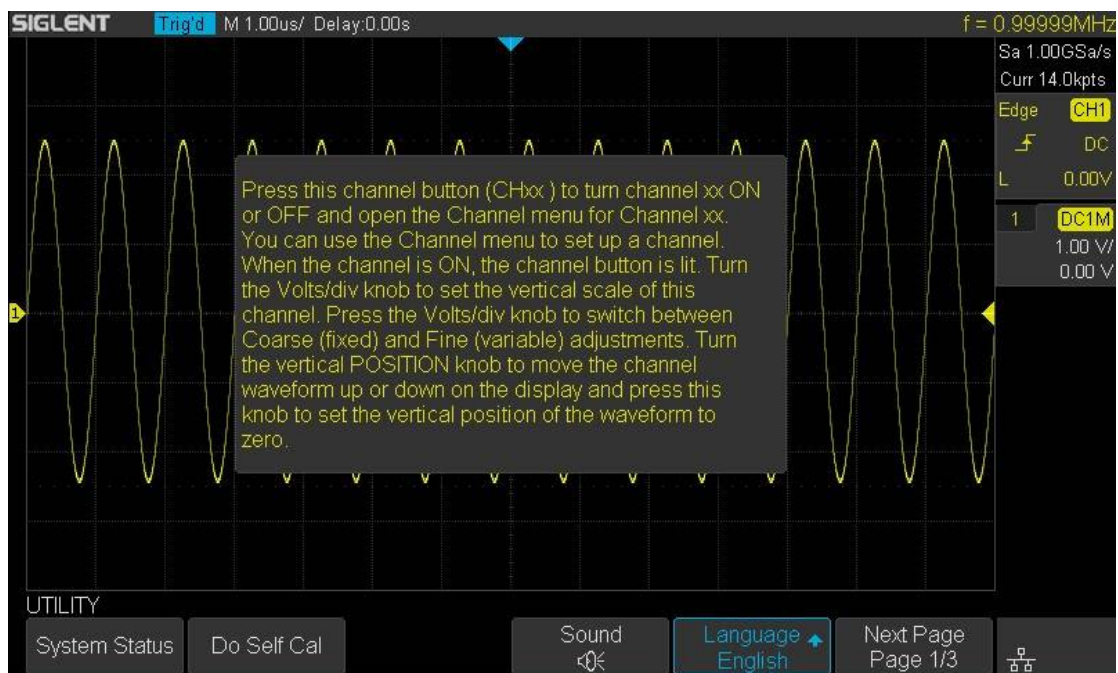 SIGLENT Trig'd M 1.00us/ Delay:0.00s f = 0.99999MHz
Sa 1.00GSa/s
Curr 14.0kpts
Edge CH1
DC
L 0.00V
1 DC1M
1.00 V/
0.00 V
Press this channel button (CHxx ) to turn channel xx ON
or OFF and open the Channel menu for Channel xx.
You can use the Channel menu to set up a channel.
When the channel is ON, the channel button is lit. Turn
the Volts/div knob to set the vertical scale of this
channel. Press the Volts/div knob to switch between
Coarse (fixed) and Fine (variable) adjustments. Turn
the vertical POSITION knob to move the channel
waveform up or down on the display and press this
knob to set the vertical position of the waveform to
zero.
1
UTILITY
System Status
Do Self Cal
Sound
Language
English
Next Page
Page 1/3